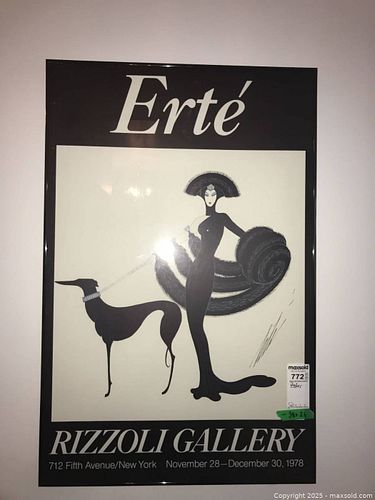 Erté
maxsold
772
RIZZOLI GALLERY
712 Fifth Avenue/New York November 28—December 30, 1978
Copyright 2025 - maxsold.com